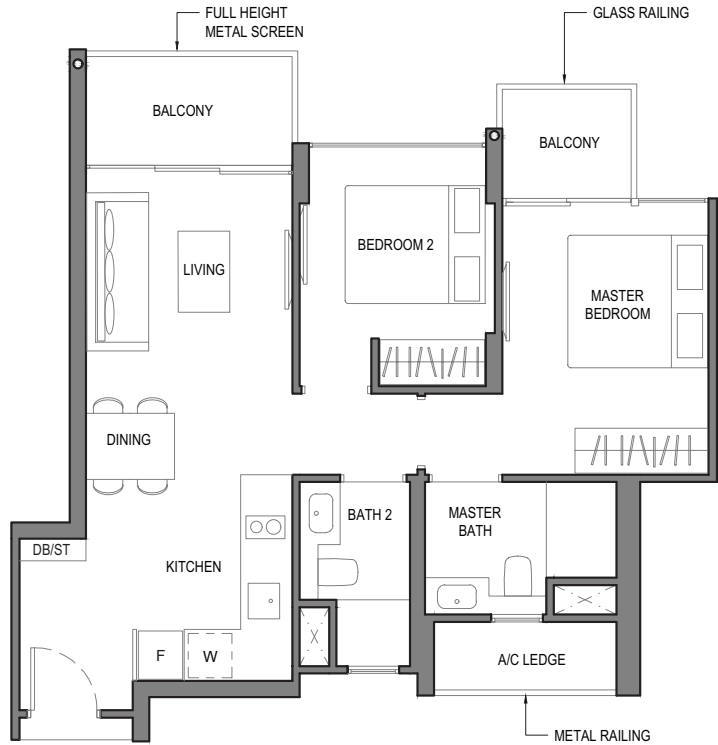 FULL HEIGHT
METAL SCREEN
GLASS RAILING
BALCONY
BALCONY
BEDROOM 2
LIVING
MASTER
BEDROOM
DINING
BATH 2
MASTER
BATH
DB/ST
KITCHEN
F
W
A/C LEDGE
METAL RAILING